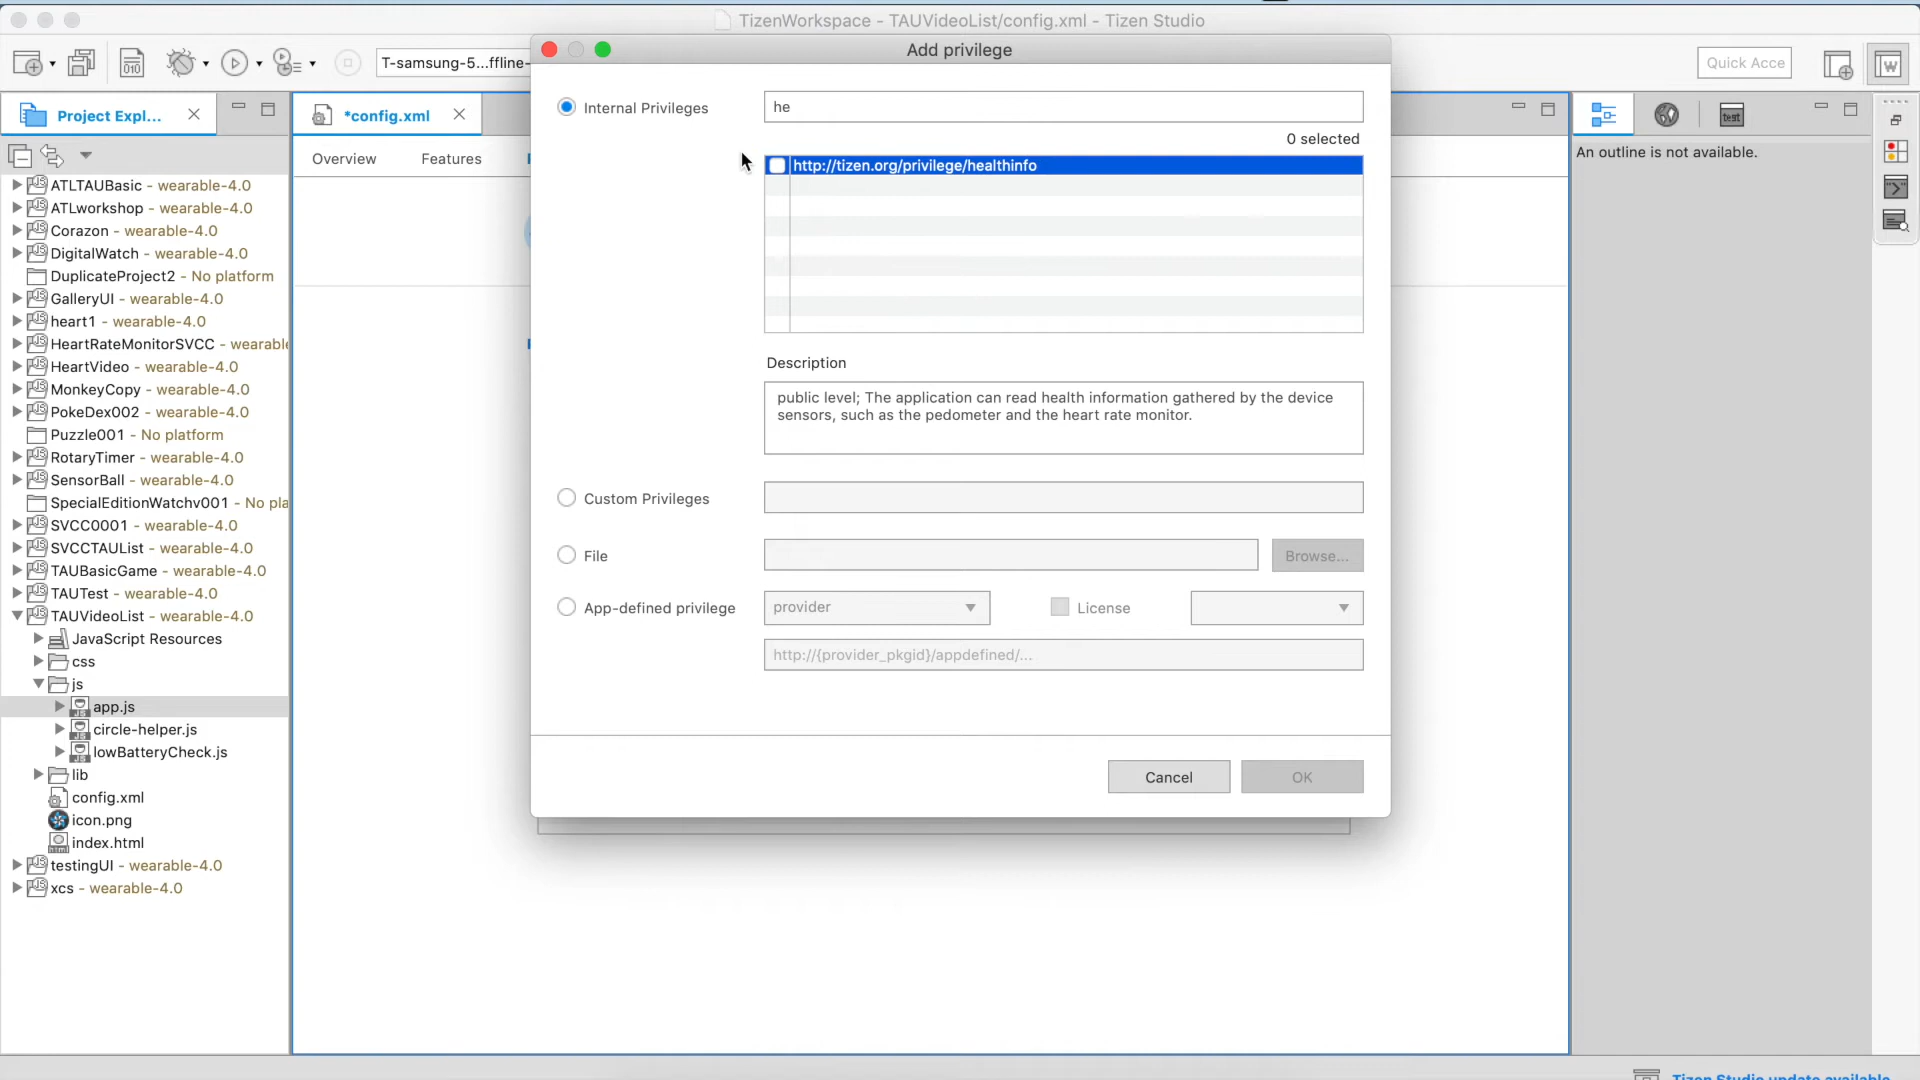 TizenWorkspace - TAUVideoList/config.xml - Tizen Studio
Add privilege
T-samsung-5...ffline-
Quick Acce
Project Expl...
*config.xml
Overview
Features
An outline is not available.
Internal Privileges
he
0 selected
http://tizen.org/privilege/healthinfo
Description
public level; The application can read health information gathered by the device
sensors, such as the pedometer and the heart rate monitor.
Custom Privileges
File
Browse...
App-defined privilege
provider
License
http://{provider_pkgid}/appdefined/...
Cancel
OK
ATLTAUBasic - wearable-4.0
ATLworkshop - wearable-4.0
Corazon - wearable-4.0
DigitalWatch - wearable-4.0
DuplicateProject2 - No platform
GalleryUI - wearable-4.0
heart1 - wearable-4.0
HeartRateMonitorSVCC - wearable
HeartVideo - wearable-4.0
MonkeyCopy - wearable-4.0
PokeDex002 - wearable-4.0
Puzzle001 - No platform
RotaryTimer - wearable-4.0
SensorBall - wearable-4.0
SpecialEditionWatchv001 - No pla
SVCC0001 - wearable-4.0
SVCCTAUList - wearable-4.0
TAUBasicGame - wearable-4.0
TAUTest - wearable-4.0
TAUVideoList - wearable-4.0
JavaScript Resources
css
js
app.js
circle-helper.js
lowBatteryCheck.js
lib
config.xml
icon.png
index.html
testingUI - wearable-4.0
xcs - wearable-4.0
Tizen Studio update available